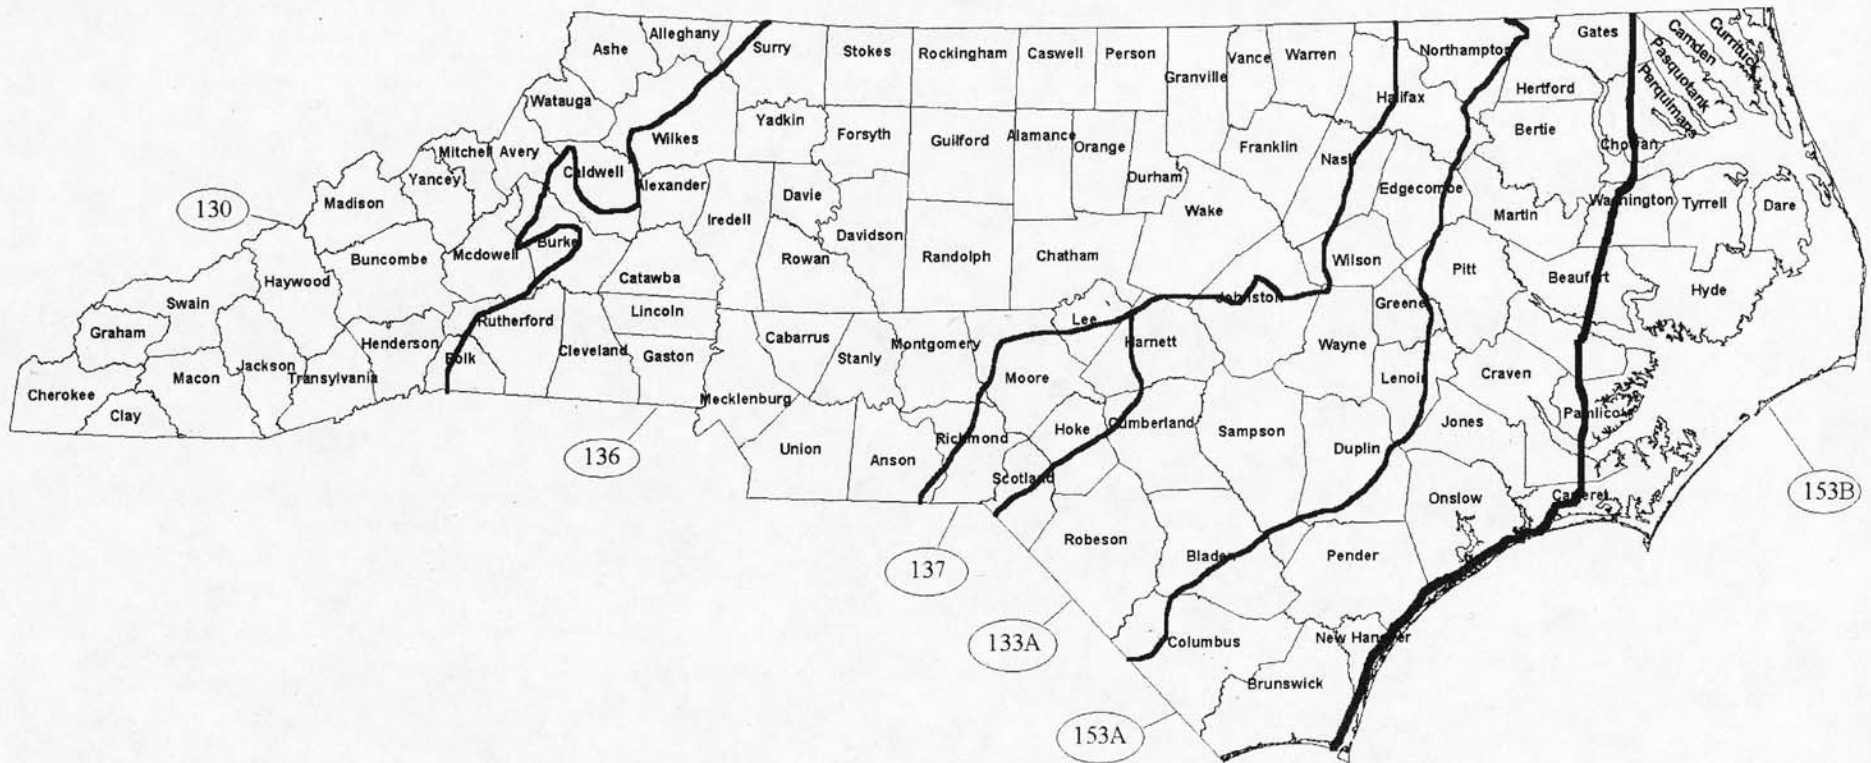 Ashe
Alleghany
Surry
Stokes
Rockingham
Caswell
Person
Granville
Vance
Warren
Northampton
Gates
Camden
Currituck
Pasquotank
Perquimans
Halifax
Hertford
Watauga
Wilkes
Yadkin
Forsyth
Guilford
Alamance
Orange
Durham
Franklin
Nash
Bertie
Chowan
Mitchell
Avery
Caldwell
Alexander
Yancey
Madison
Iredell
Davie
Edgecombe
Martin
Washington
Tyrrell
Dare
130
Wake
Davidson
Mcdowell
Burke
Buncombe
Haywood
Catawba
Rowan
Randolph
Chatham
Wilson
Pitt
Beaufort
Hyde
Swain
Graham
Rutherford
Lincoln
Lee
Johnston
Greene
Henderson
Polk
Cleveland
Gaston
Cabarrus
Stanly
Montgomery
Harnett
Wayne
Cherokee
Macon
Jackson
Transylvania
Clay
Mecklenburg
Moore
Lenoir
Craven
Pamlico
Union
Anson
Richmond
Hoke
Cumberland
Sampson
Duplin
Jones
136
Scotland
Onslow
Carteret
153B
137
Robeson
Bladen
Pender
133A
Columbus
New Hanover
Brunswick
153A